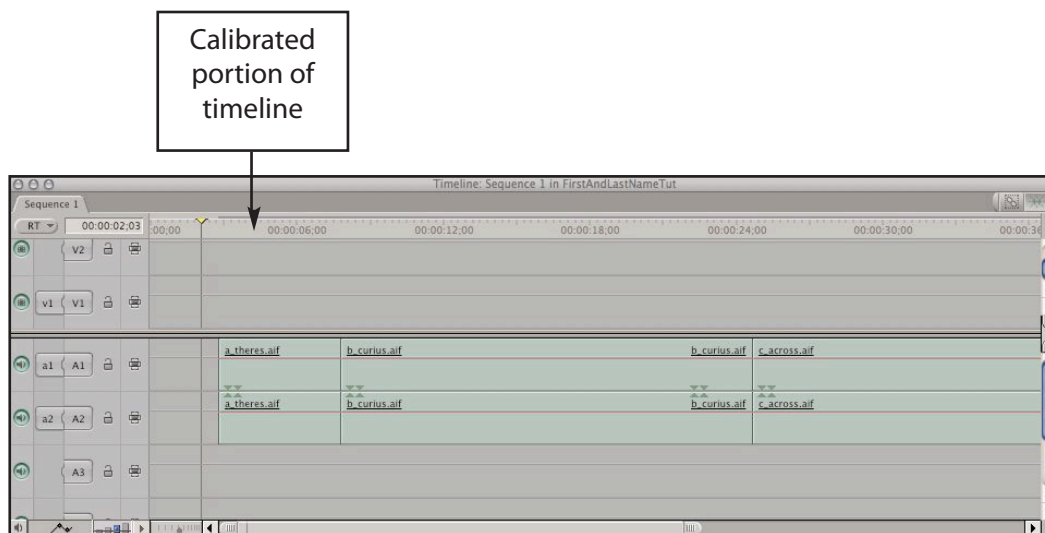 Calibrated
portion of
timeline
Timeline: Sequence 1 in FirstAndLastNameTut
Sequence 1
RT 00:00:02;03 :00;00 00:00:06;00 00:00:12;00 00:00:18;00 00:00:24;00 00:00:30;00 00:00:36
V2
v1 V1
a_theres.aif b_curius.aif b_curius.aif c_across.aif
a1 A1
a_theres.aif b_curius.aif b_curius.aif c_across.aif
a2 A2
A3